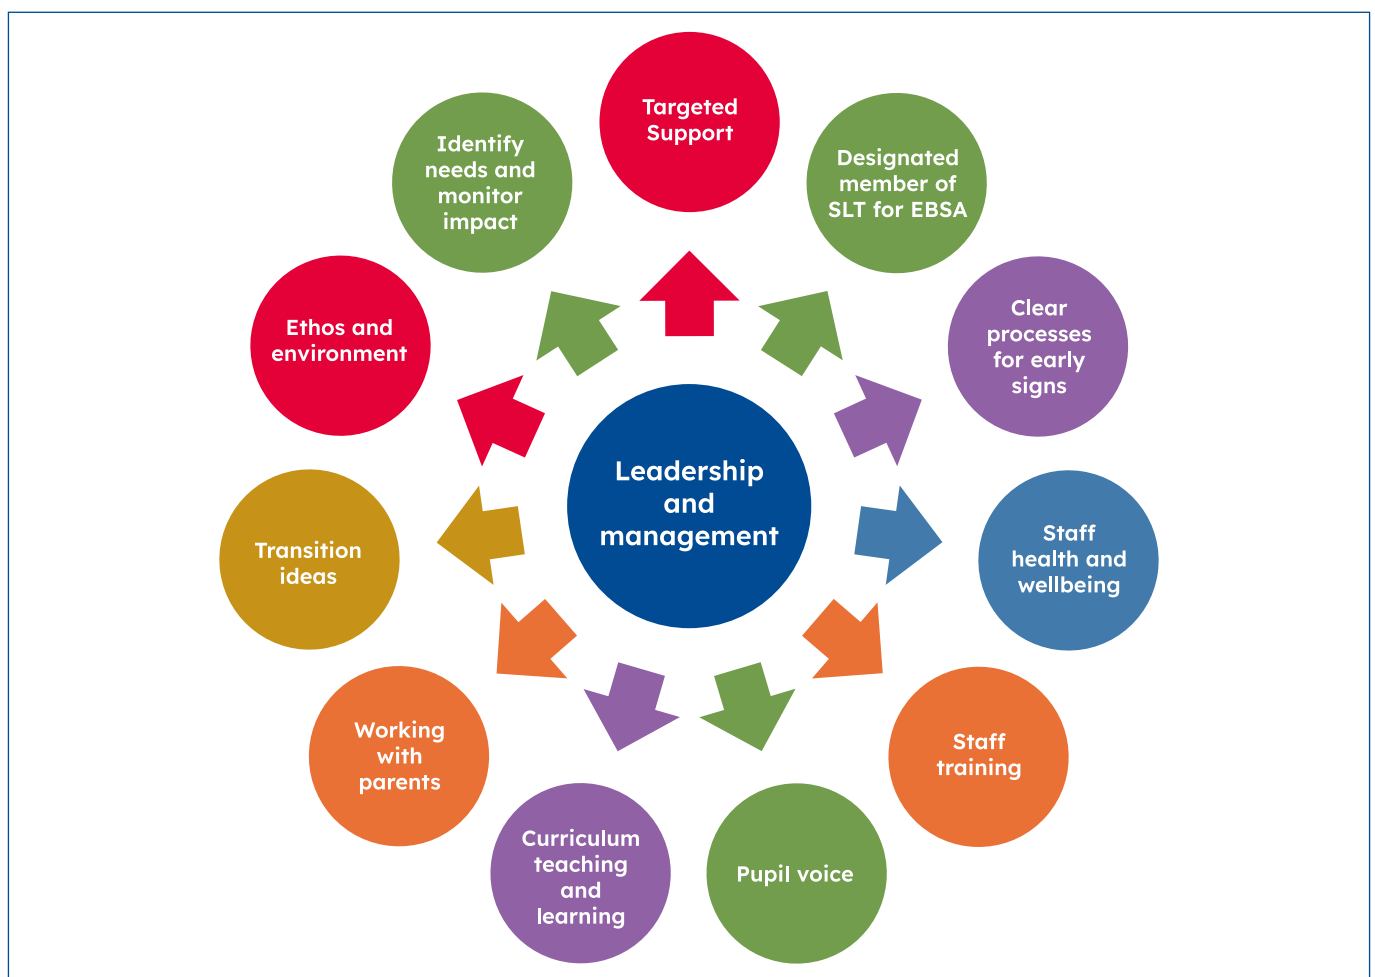 Targeted
Support
Designated
member of
SLT for EBSA
Clear
processes
for early
signs
Staff
health and
wellbeing
Staff
training
Pupil voice
Curriculum
teaching
and
learning
Working
with
parents
Transition
ideas
Ethos and
environment
Identify
needs and
monitor
impact
Leadership
and
management